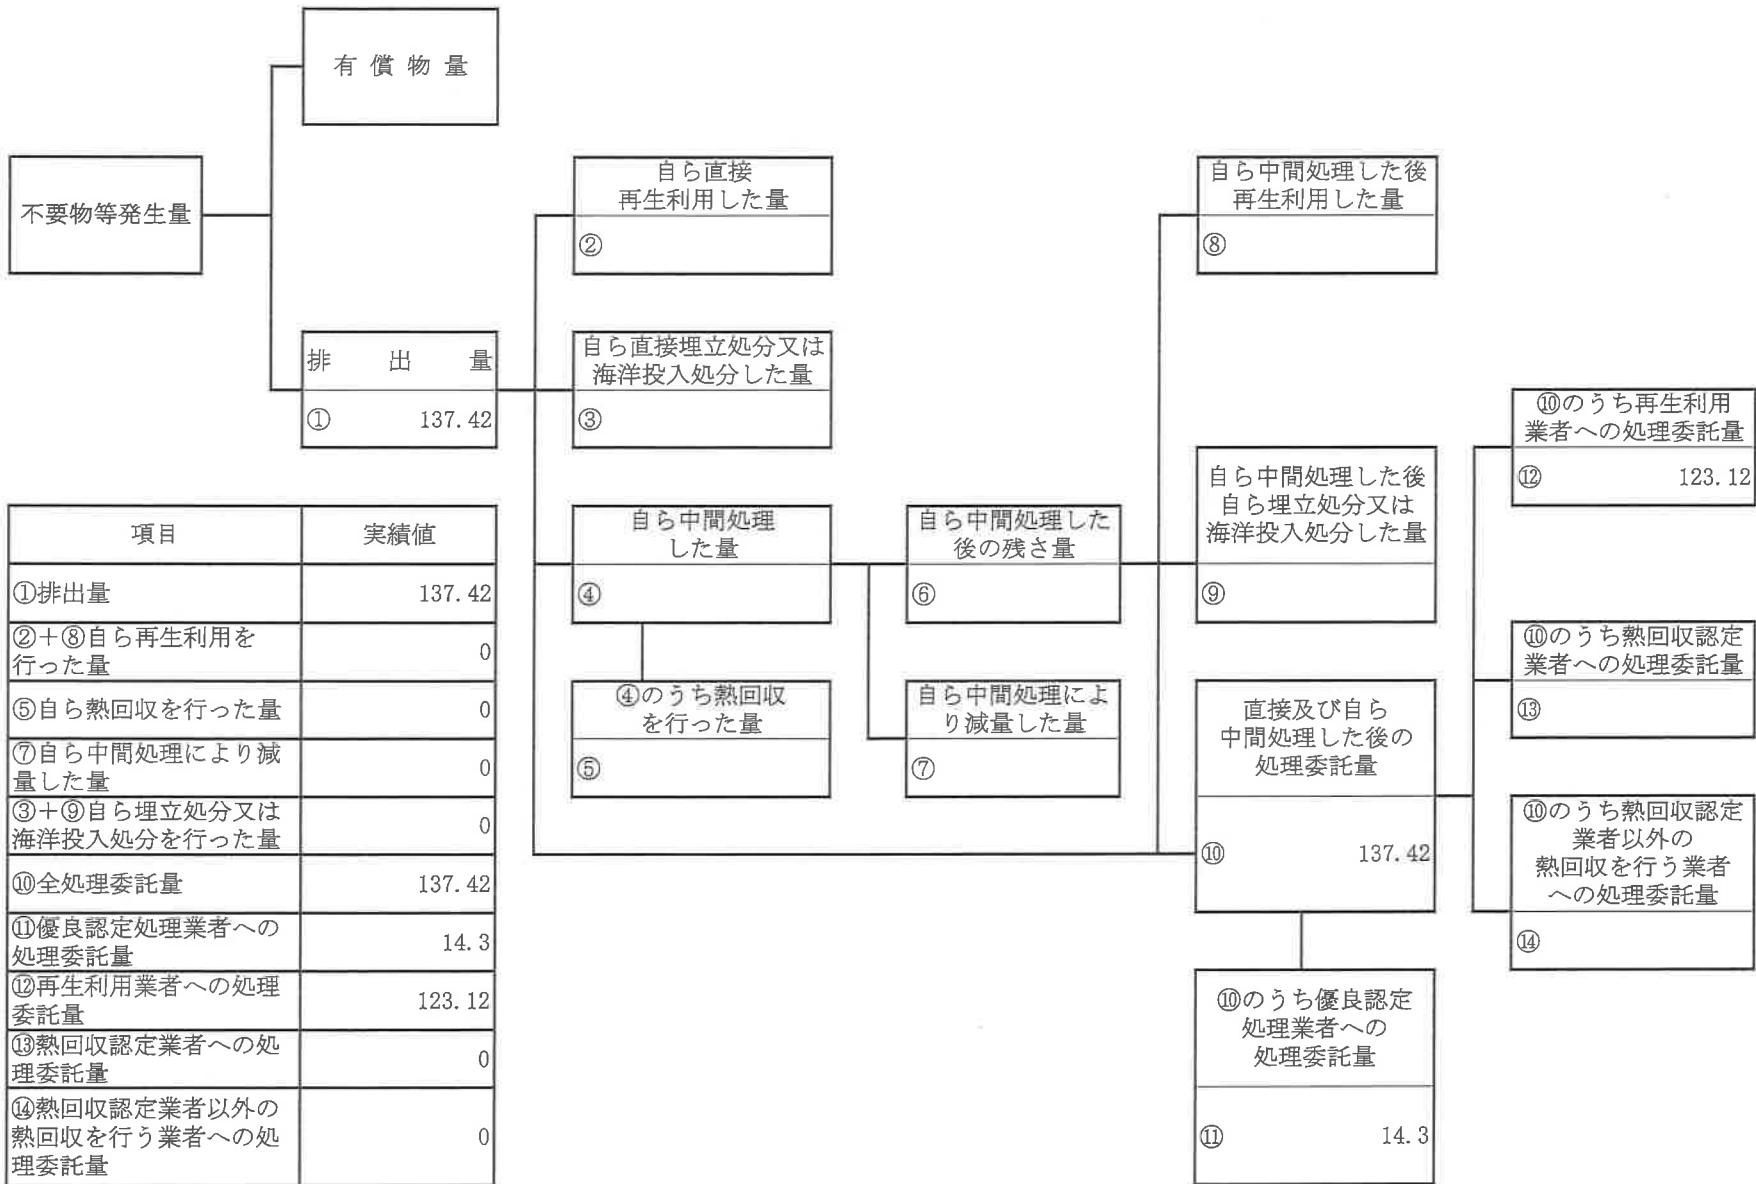 有償物量
不要物等発生量
排出量
① 137.42
自ら直接
再生利用した量
②
自ら直接埋立処分又は
海洋投入処分した量
③
自ら中間処理
した量
④
④のうち熱回収
を行った量
⑤
自ら中間処理した
後の残さ量
⑥
自ら中間処理によ
り減量した量
⑦
自ら中間処理した後
再生利用した量
⑧
自ら中間処理した後
自ら埋立処分又は
海洋投入処分した量
⑨
直接及び自ら
中間処理した後の
処理委託量
⑩ 137.42
⑩のうち優良認定
処理業者への
処理委託量
⑪ 14.3
⑩のうち再生利用
業者への処理委託量
⑫ 123.12
⑩のうち熱回収認定
業者への処理委託量
⑬
⑩のうち熱回収認定
業者以外の
熱回収を行う業者
への処理委託量
⑭
項目 実績値
①排出量 137.42
②+⑧自ら再生利用を
行った量 0
⑤自ら熱回収を行った量 0
⑦自ら中間処理により減
量した量 0
③+⑨自ら埋立処分又は
海洋投入処分を行った量 0
⑩全処理委託量 137.42
⑪優良認定処理業者への
処理委託量 14.3
⑫再生利用業者への処理
委託量 123.12
⑬熱回収認定業者への処
理委託量 0
⑭熱回収認定業者以外の
熱回収を行う業者への処 0
理委託量